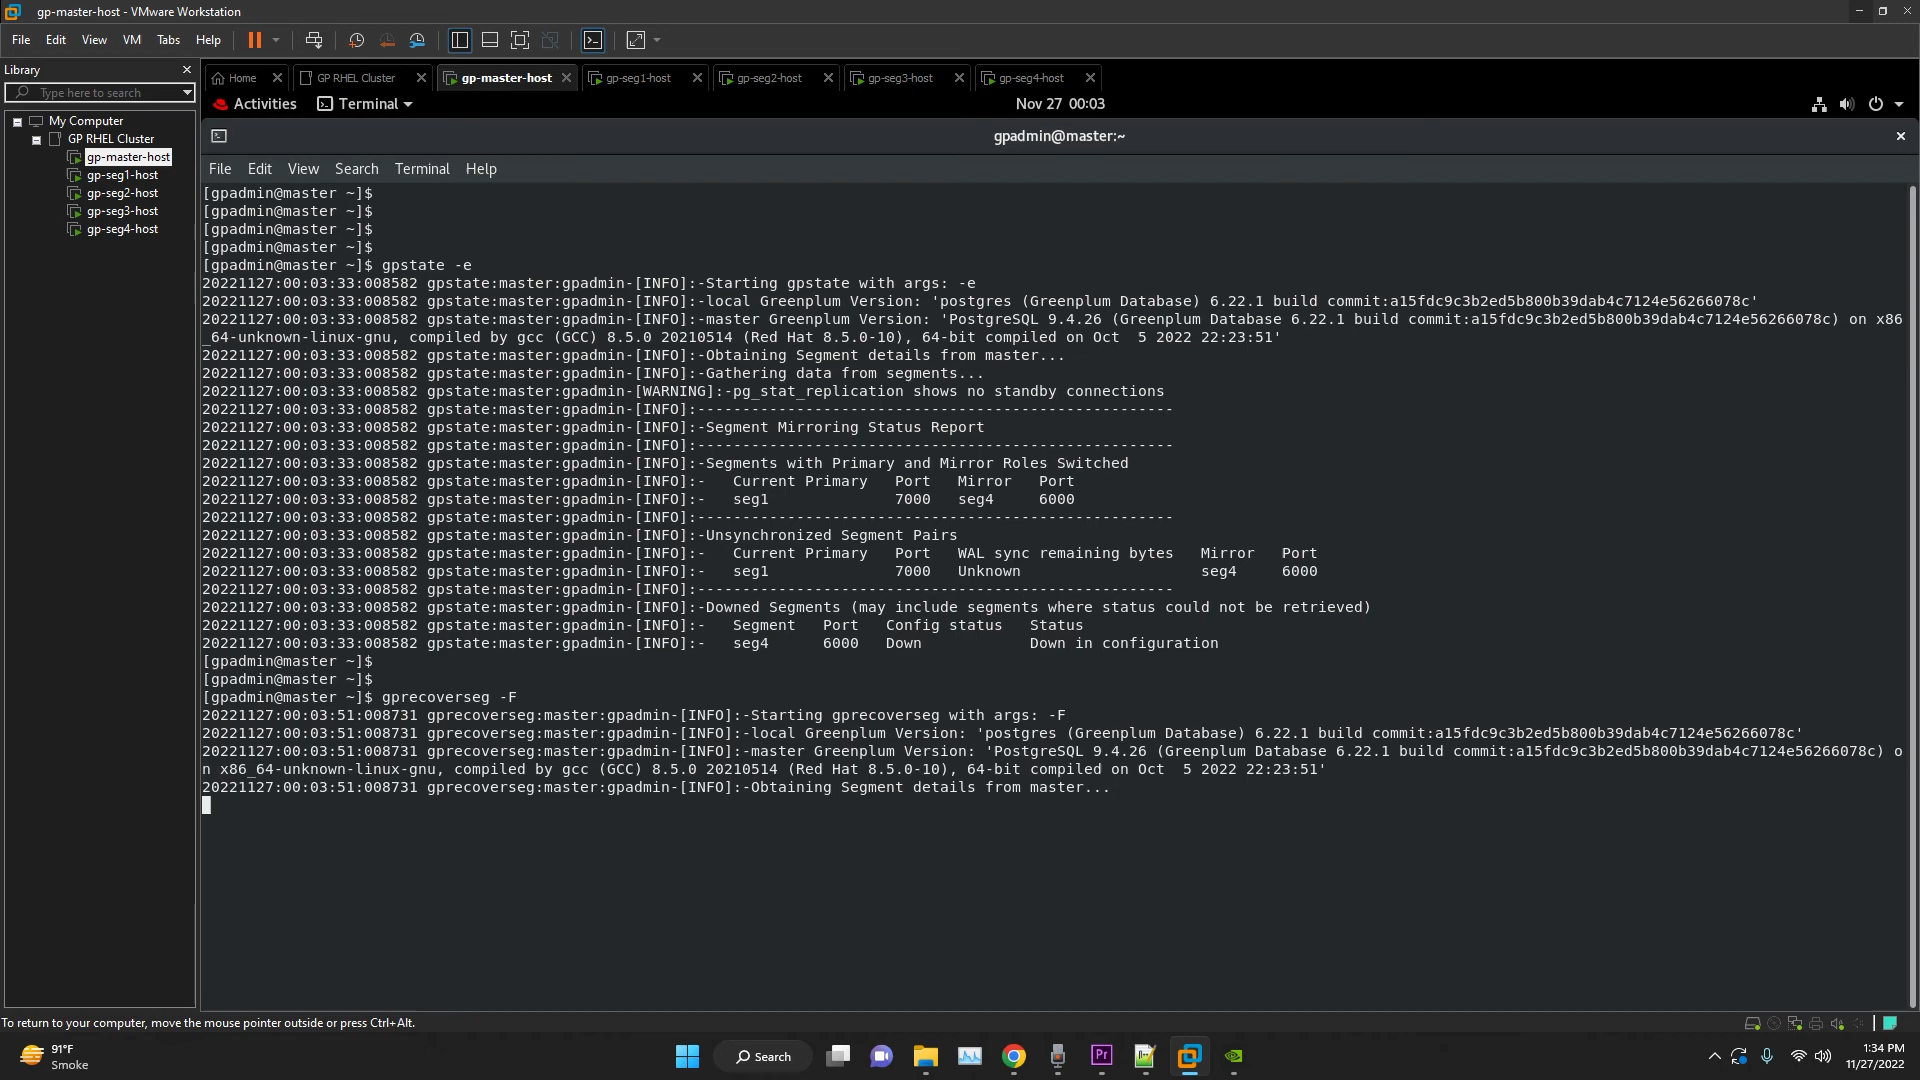 gp-master-host - VMware Workstation
File Edit View VM Tabs Help
Library
Type here to search
My Computer
GP RHEL Cluster
gp-master-host
gp-seg1-host
gp-seg2-host
gp-seg3-host
gp-seg4-host
Home GP RHEL Cluster gp-master-host gp-seg1-host gp-seg2-host gp-seg3-host gp-seg4-host
Activities Terminal Nov 27 00:03
gpadmin@master:~
File Edit View Search Terminal Help
[gpadmin@master ~]$
[gpadmin@master ~]$
[gpadmin@master ~]$
[gpadmin@master ~]$
[gpadmin@master ~]$ gpstate -e
20221127:00:03:33:008582 gpstate:master:gpadmin-[INFO]:-Starting gpstate with args: -e
20221127:00:03:33:008582 gpstate:master:gpadmin-[INFO]:-local Greenplum Version: 'postgres (Greenplum Database) 6.22.1 build commit:a15fdc9c3b2ed5b800b39dab4c7124e56266078c'
20221127:00:03:33:008582 gpstate:master:gpadmin-[INFO]:-master Greenplum Version: 'PostgreSQL 9.4.26 (Greenplum Database 6.22.1 build commit:a15fdc9c3b2ed5b800b39dab4c7124e56266078c) on x86
_64-unknown-linux-gnu, compiled by gcc (GCC) 8.5.0 20210514 (Red Hat 8.5.0-10), 64-bit compiled on Oct  5 2022 22:23:51'
20221127:00:03:33:008582 gpstate:master:gpadmin-[INFO]:-Obtaining Segment details from master...
20221127:00:03:33:008582 gpstate:master:gpadmin-[INFO]:-Gathering data from segments...
20221127:00:03:33:008582 gpstate:master:gpadmin-[WARNING]:-pg_stat_replication shows no standby connections
20221127:00:03:33:008582 gpstate:master:gpadmin-[INFO]:-----------------------------------------------------
20221127:00:03:33:008582 gpstate:master:gpadmin-[INFO]:-Segment Mirroring Status Report
20221127:00:03:33:008582 gpstate:master:gpadmin-[INFO]:-----------------------------------------------------
20221127:00:03:33:008582 gpstate:master:gpadmin-[INFO]:-Segments with Primary and Mirror Roles Switched
20221127:00:03:33:008582 gpstate:master:gpadmin-[INFO]:-   Current Primary   Port   Mirror   Port
20221127:00:03:33:008582 gpstate:master:gpadmin-[INFO]:-   seg1              7000   seg4     6000
20221127:00:03:33:008582 gpstate:master:gpadmin-[INFO]:-----------------------------------------------------
20221127:00:03:33:008582 gpstate:master:gpadmin-[INFO]:-Unsynchronized Segment Pairs
20221127:00:03:33:008582 gpstate:master:gpadmin-[INFO]:-   Current Primary   Port   WAL sync remaining bytes   Mirror   Port
20221127:00:03:33:008582 gpstate:master:gpadmin-[INFO]:-   seg1              7000   Unknown                    seg4     6000
20221127:00:03:33:008582 gpstate:master:gpadmin-[INFO]:-----------------------------------------------------
20221127:00:03:33:008582 gpstate:master:gpadmin-[INFO]:-Downed Segments (may include segments where status could not be retrieved)
20221127:00:03:33:008582 gpstate:master:gpadmin-[INFO]:-   Segment   Port   Config status   Status
20221127:00:03:33:008582 gpstate:master:gpadmin-[INFO]:-   seg4      6000   Down            Down in configuration
[gpadmin@master ~]$
[gpadmin@master ~]$
[gpadmin@master ~]$ gprecoverseg -F
20221127:00:03:51:008731 gprecoverseg:master:gpadmin-[INFO]:-Starting gprecoverseg with args: -F
20221127:00:03:51:008731 gprecoverseg:master:gpadmin-[INFO]:-local Greenplum Version: 'postgres (Greenplum Database) 6.22.1 build commit:a15fdc9c3b2ed5b800b39dab4c7124e56266078c'
20221127:00:03:51:008731 gprecoverseg:master:gpadmin-[INFO]:-master Greenplum Version: 'PostgreSQL 9.4.26 (Greenplum Database 6.22.1 build commit:a15fdc9c3b2ed5b800b39dab4c7124e56266078c) o
n x86_64-unknown-linux-gnu, compiled by gcc (GCC) 8.5.0 20210514 (Red Hat 8.5.0-10), 64-bit compiled on Oct  5 2022 22:23:51'
20221127:00:03:51:008731 gprecoverseg:master:gpadmin-[INFO]:-Obtaining Segment details from master...
To return to your computer, move the mouse pointer outside or press Ctrl+Alt.
91°F
Smoke
Search
Pr
1:34 PM
11/27/2022